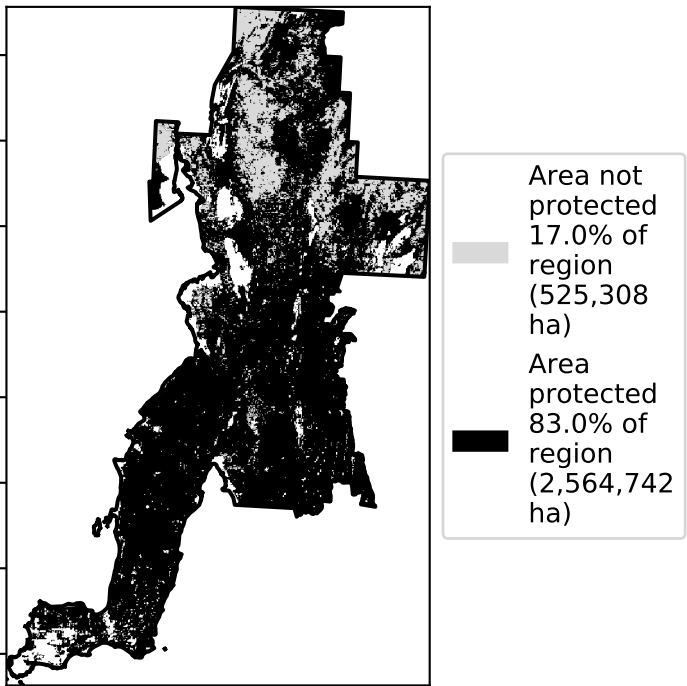 Area not
protected
17.0% of
region
(525,308
ha)
Area
protected
83.0% of
region
(2,564,742
ha)